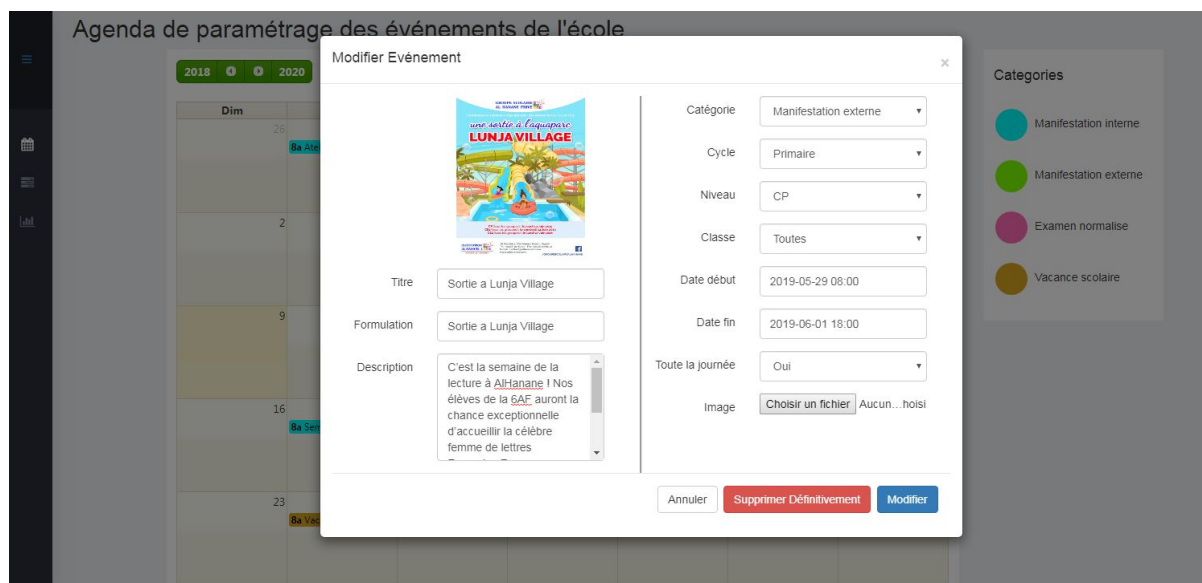 Agenda de paramétrage des événements de l'école
2018 2020
Dim
26
8a Ate
2
9
16
8a Sem
23
8a Vac
Modifier Evénement
×
une sortie à l'aquaparc
LUNJA VILLAGE
Titre
Sortie a Lunja Village
Formulation
Sortie a Lunja Village
Description
C'est la semaine de la
lecture à AlHanane ! Nos
élèves de la 6AF auront la
chance exceptionnelle
d'accueillir la célèbre
femme de lettres
Catégorie
Manifestation externe
Cycle
Primaire
Niveau
CP
Classe
Toutes
Date début
2019-05-29 08:00
Date fin
2019-06-01 18:00
Toute la journée
Oui
Image
Choisir un fichier Aucun...hoisi
Annuler
Supprimer Définitivement
Modifier
Categories
Manifestation interne
Manifestation externe
Examen normalise
Vacance scolaire